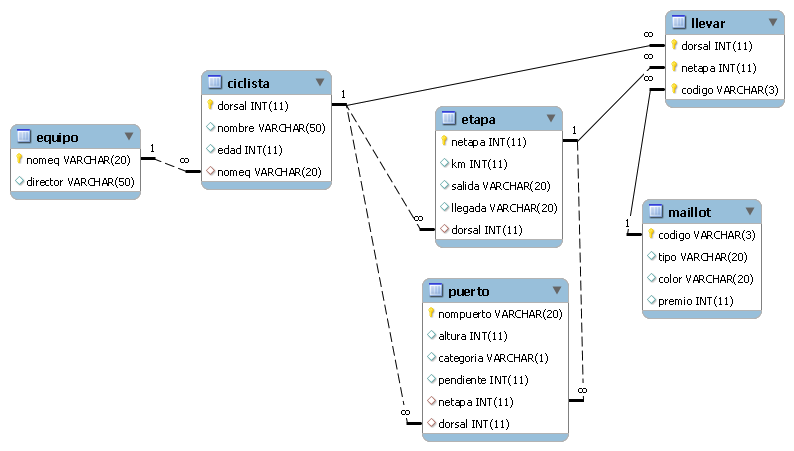 equipo
nomeq VARCHAR(20)
director VARCHAR(50)
1
∞
ciclista
dorsal INT(11)
nombre VARCHAR(50)
edad INT(11)
nomeq VARCHAR(20)
1
∞
etapa
netapa INT(11)
km INT(11)
salida VARCHAR(20)
llegada VARCHAR(20)
dorsal INT(11)
1
∞
puerto
nompuerto VARCHAR(20)
altura INT(11)
categoria VARCHAR(1)
pendiente INT(11)
netapa INT(11)
dorsal INT(11)
∞
∞
llevar
dorsal INT(11)
netapa INT(11)
codigo VARCHAR(3)
∞
∞
∞
1
maillot
codigo VARCHAR(3)
tipo VARCHAR(20)
color VARCHAR(20)
premio INT(11)